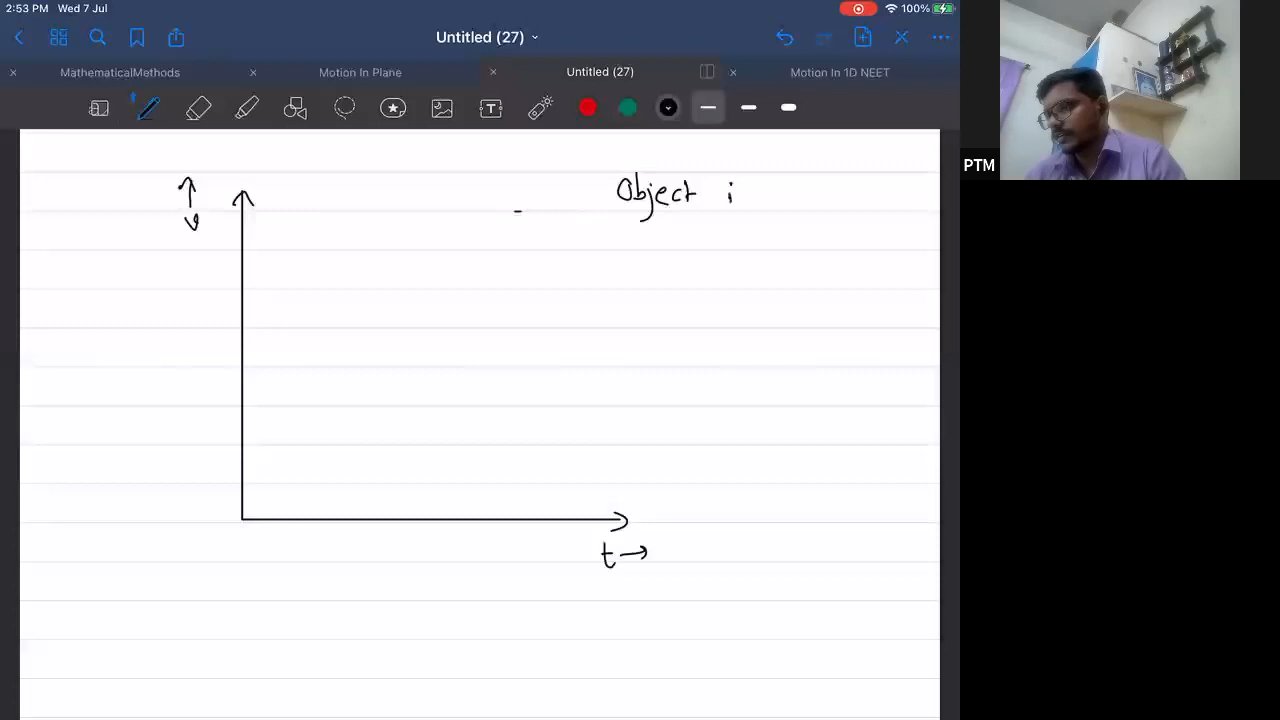 2:53 PM Wed 7 Jul
100%
Untitled (27)
MathematicalMethods
Motion In Plane
Untitled (27)
Motion In 1D NEET
T
PTM
Object i
v
t →